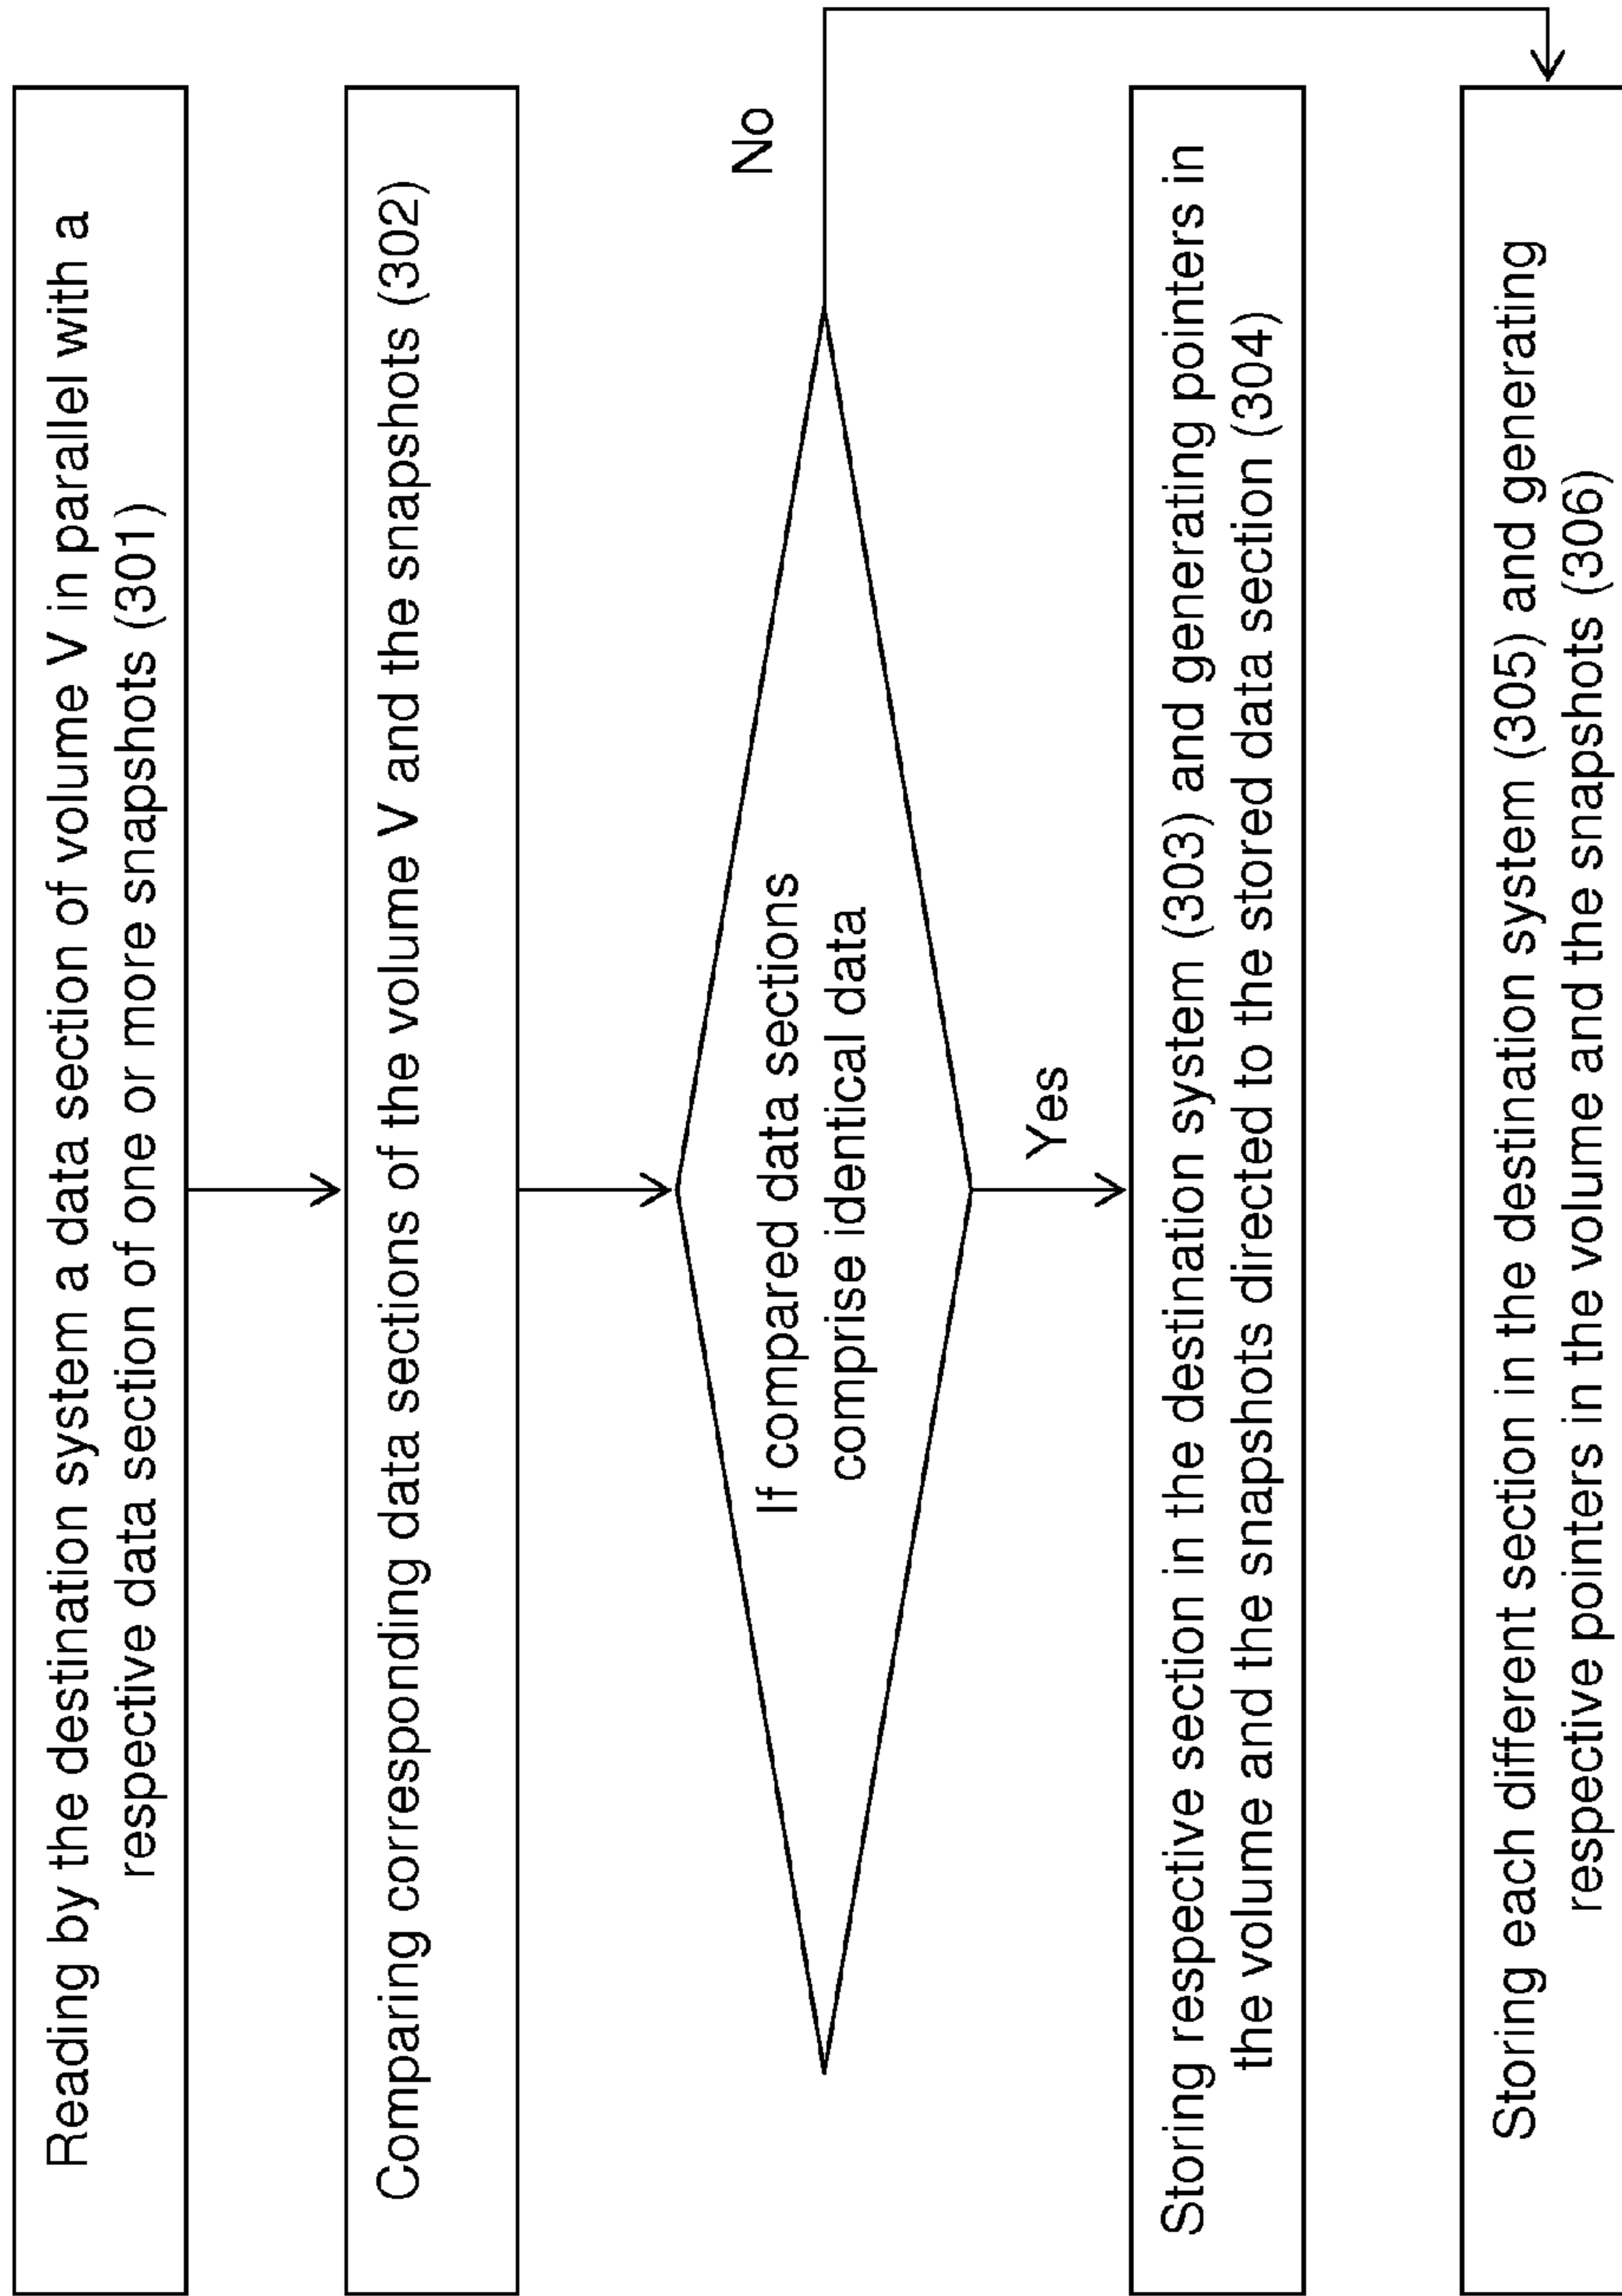 Reading by the destination system a data section of volume V in parallel with a
respective data section of one or more snapshots (301)
Comparing corresponding data sections of the volume V and the snapshots (302)
If compared data sections
comprise identical data
No
Yes
Storing respective section in the destination system (303) and generating pointers in
the volume and the snapshots directed to the stored data section (304)
Storing each different section in the destination system (305) and generating
respective pointers in the volume and the snapshots (306)